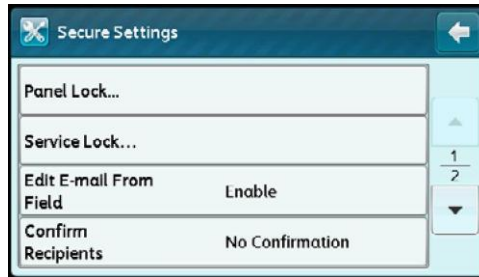 Secure Settings
Panel Lock...
Service Lock...
Edit E-mail From
Field
Enable
Confirm
Recipients
No Confirmation
1
2